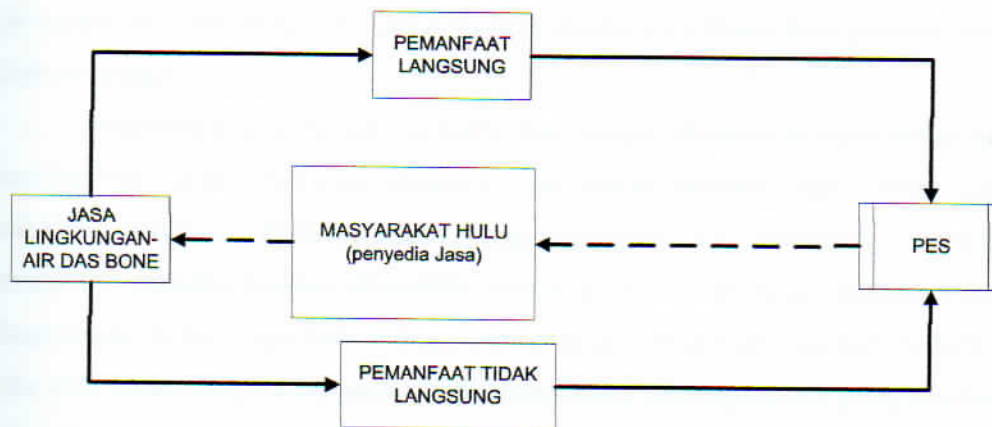 PEMANFAAT
LANGSUNG
JASA
LINGKUNGAN-
AIR DAS BONE
MASYARAKAT HULU
(penyedia Jasa)
PES
PEMANFAAT TIDAK
LANGSUNG